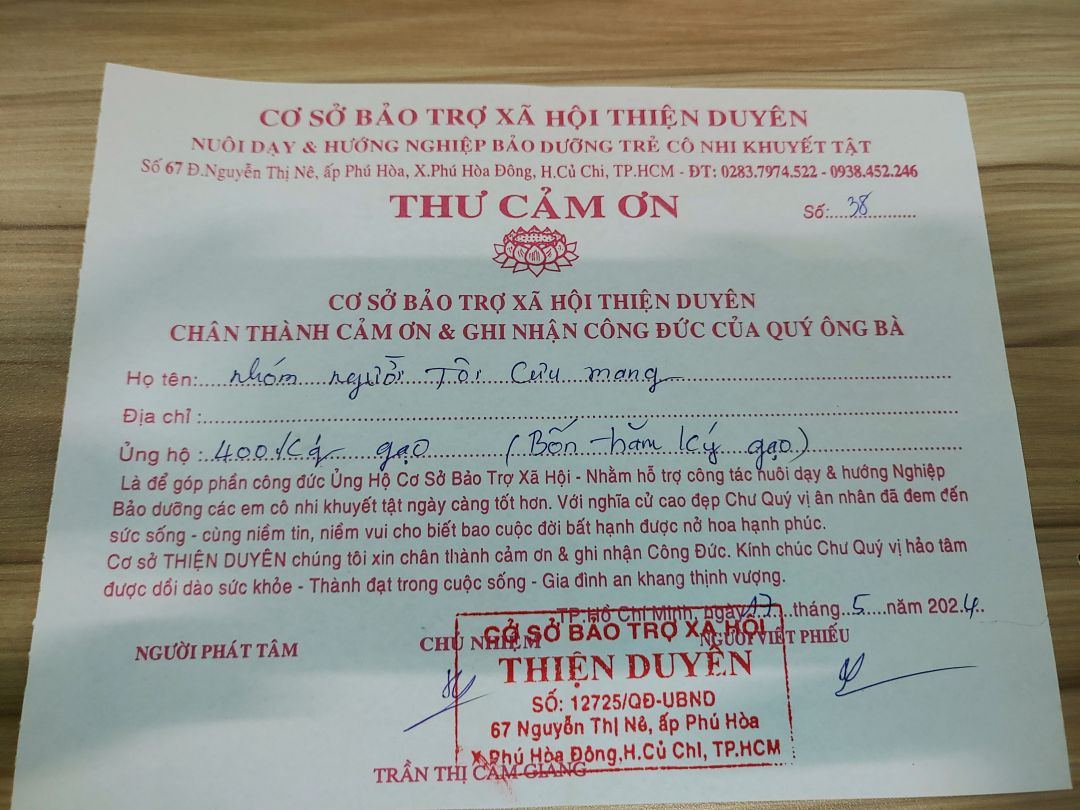 CƠ SỞ BẢO TRỢ XÃ HỘI THIỆN DUYÊN
NUÔI DẠY & HƯỚNG NGHIỆP BẢO DƯỠNG TRẺ CÔ NHI KHUYẾT TẬT
Số 67 Đ.Nguyễn Thị Nê, ấp Phú Hòa, X.Phú Hòa Đông, H.Củ Chi, TP.HCM - ĐT: 0283.7974.522 - 0938.452.246
THƯ CẢM ƠN
Số:....38............
CƠ SỞ BẢO TRỢ XÃ HỘI THIỆN DUYÊN
CHÂN THÀNH CẢM ƠN & GHI NHẬN CÔNG ĐỨC CỦA QUÝ ÔNG BÀ
Họ tên:.....nhóm người Tôi Cưu mang
Địa chỉ :
Ủng hộ : 400 Ký gạo (Bốn trăm ký gạo)
Là để góp phần công đức Ủng Hộ Cơ Sở Bảo Trợ Xã Hội - Nhằm hỗ trợ công tác nuôi dạy & hướng Nghiệp
Bảo dưỡng các em cô nhi khuyết tật ngày càng tốt hơn. Với nghĩa cử cao đẹp Chư Quý vị ân nhân đã đem đến
sức sống - cùng niềm tin, niềm vui cho biết bao cuộc đời bất hạnh được nở hoa hạnh phúc.
Cơ sở THIỆN DUYÊN chúng tôi xin chân thành cảm ơn & ghi nhận Công Đức. Kính chúc Chư Quý vị hảo tâm
được dồi dào sức khỏe - Thành đạt trong cuộc sống - Gia đình an khang thịnh vượng.
TP.Hồ Chí Minh, ngày 17 tháng 5 năm 2024
NGƯỜI PHÁT TÂM
CHỦ NHIỆM
NGƯỜI VIẾT PHIẾU
CƠ SỞ BẢO TRỢ XÃ HỘI
THIỆN DUYÊN
SỐ: 12725/QĐ-UBND
67 Nguyễn Thị Nê, ấp Phú Hòa
X.Phú Hòa Đông,H.Củ Chi, TP.HCM
TRẦN THỊ CẨM GIANG